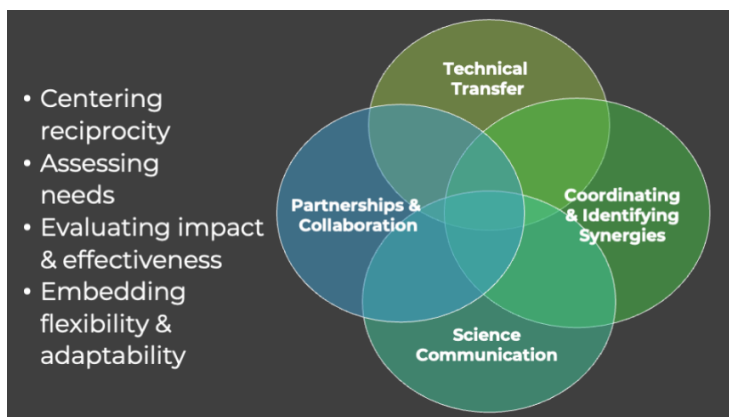 • Centering
reciprocity
• Assessing
needs
• Evaluating impact
& effectiveness
• Embedding
flexibility &
adaptability
Technical
Transfer
Partnerships &
Collaboration
Coordinating
& Identifying
Synergies
Science
Communication